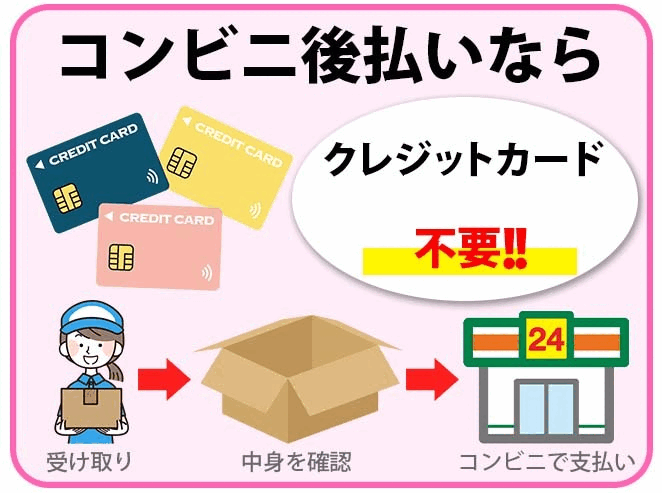 コンビニ後払いなら
CREDIT CARD
CREDIT CARD
CREDIT CARD
クレジットカード
不要!!
24
受け取り
中身を確認
コンビニで支払い